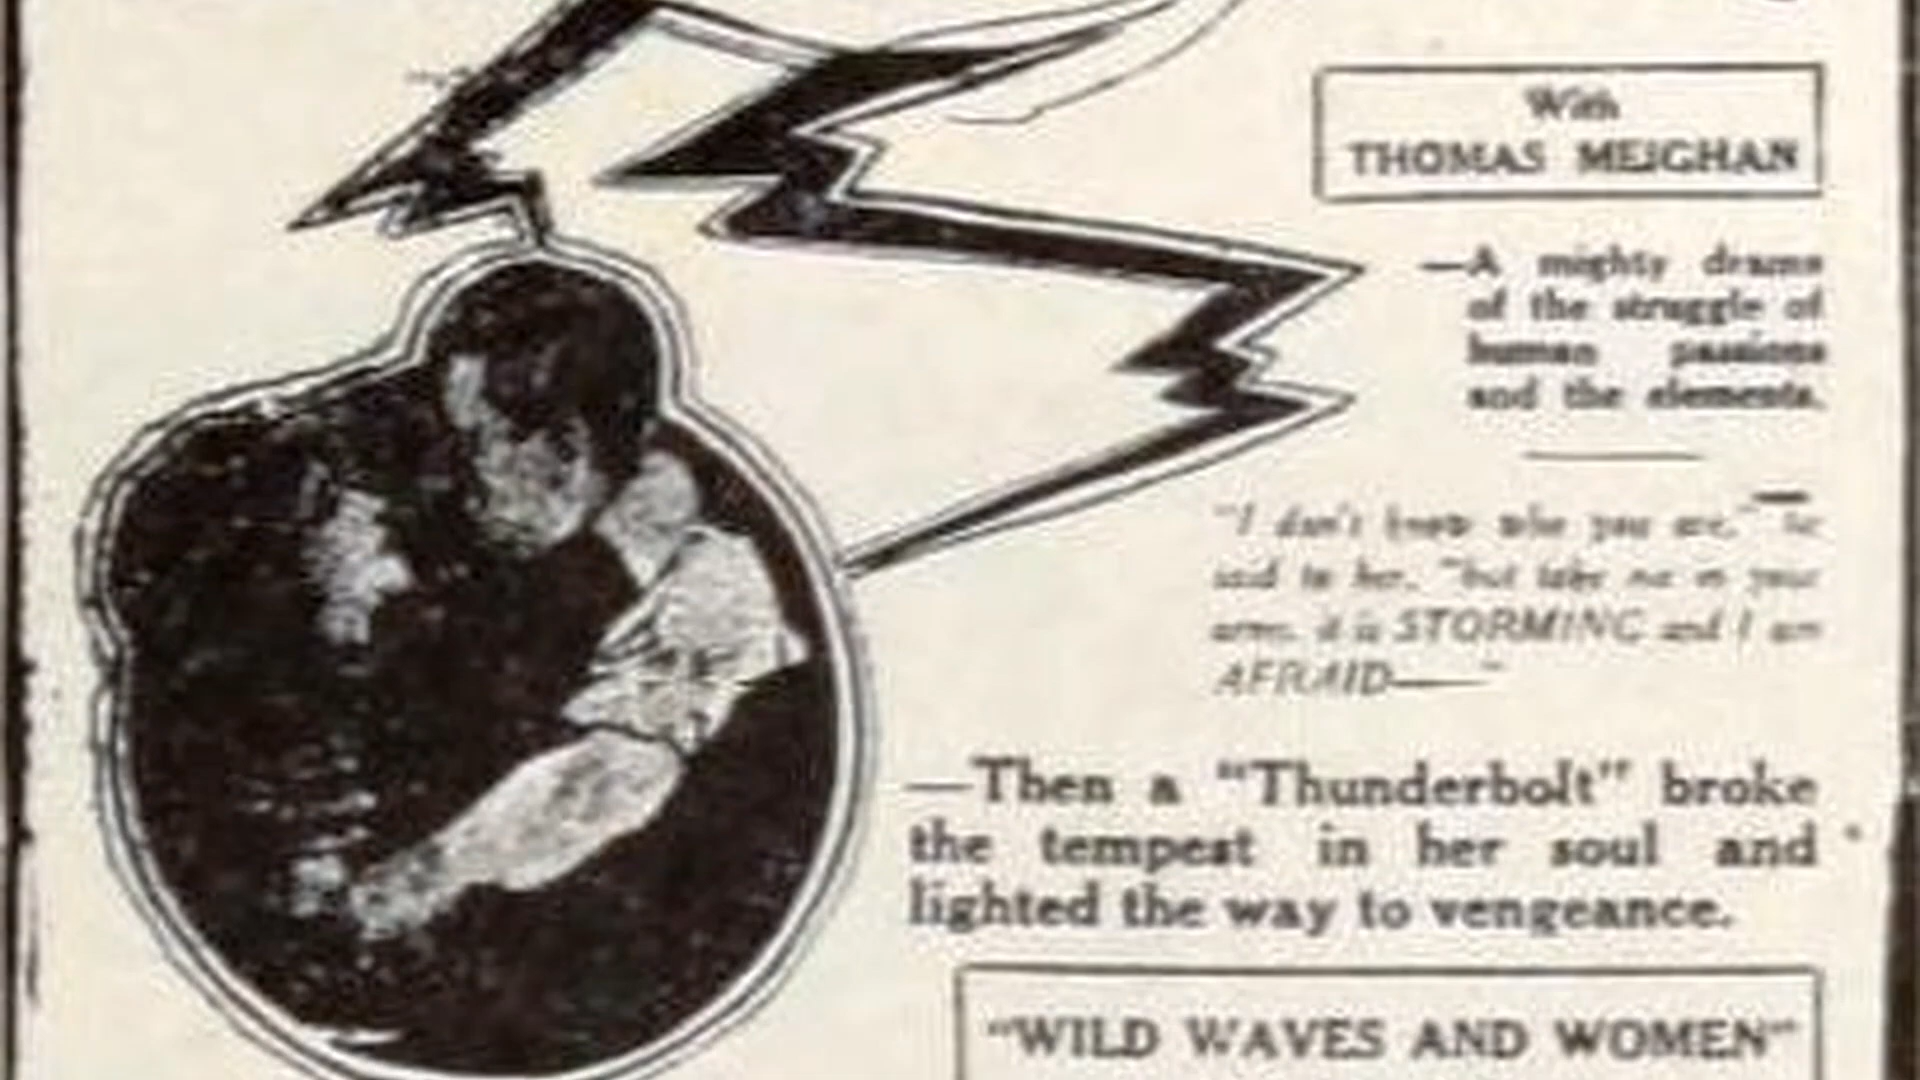 With
THOMAS MEIGHAN
—A mighty drama
of the struggle of
human passions
and the elements.
"I don't know who you are," he
said to her, "but take me in your
arms, it is STORMING and I am
AFRAID——"
—Then a "Thunderbolt" broke
the tempest in her soul and
lighted the way to vengeance.
"WILD WAVES AND WOMEN"